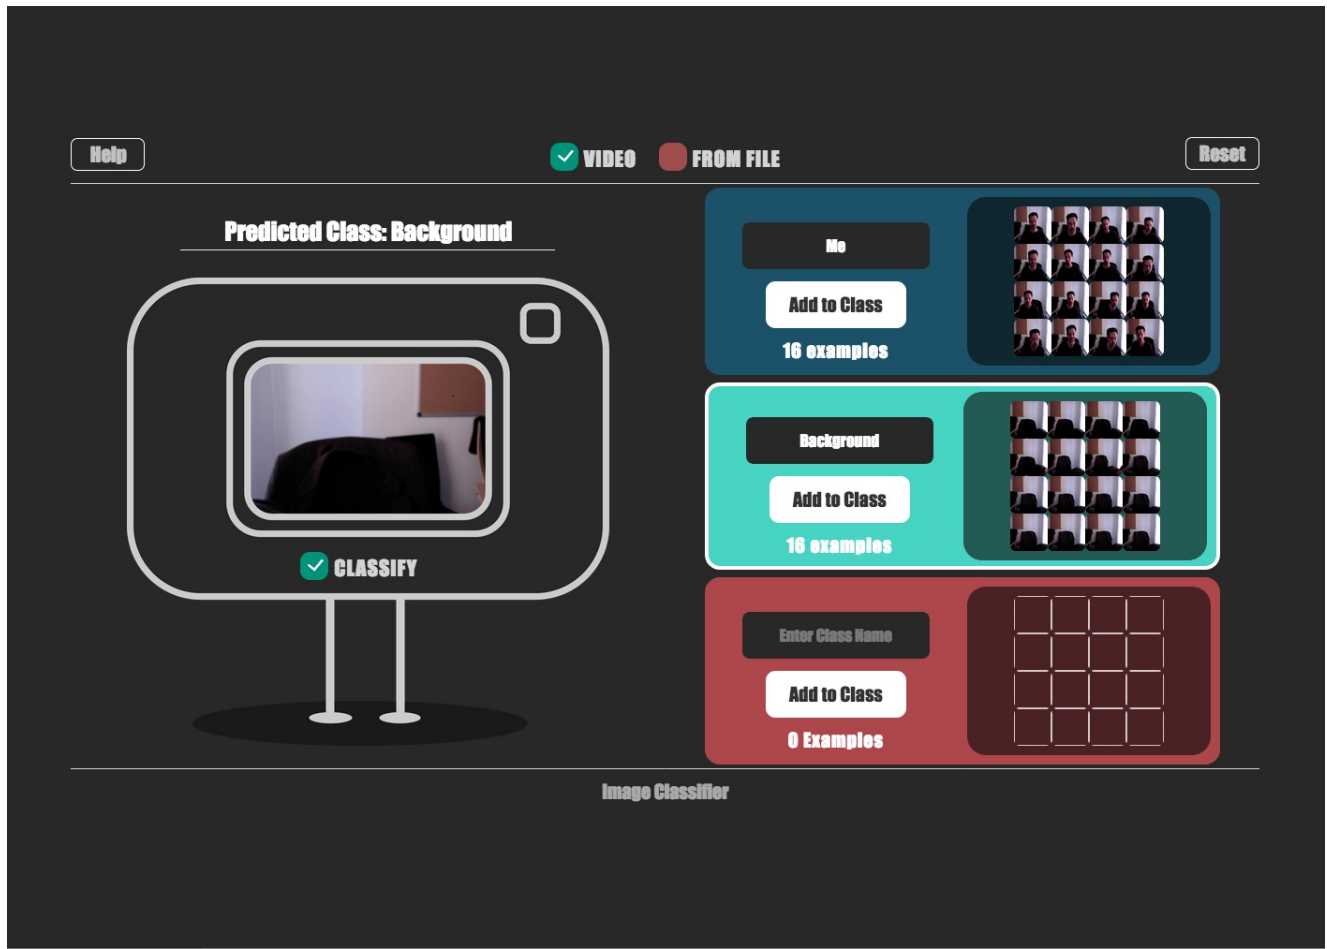 Help
VIDEO
FROM FILE
Reset
Predicted Class: Background
CLASSIFY
Me
Add to Class
16 examples
Background
Add to Class
16 examples
Enter Class Name
Add to Class
0 Examples
Image Classifier